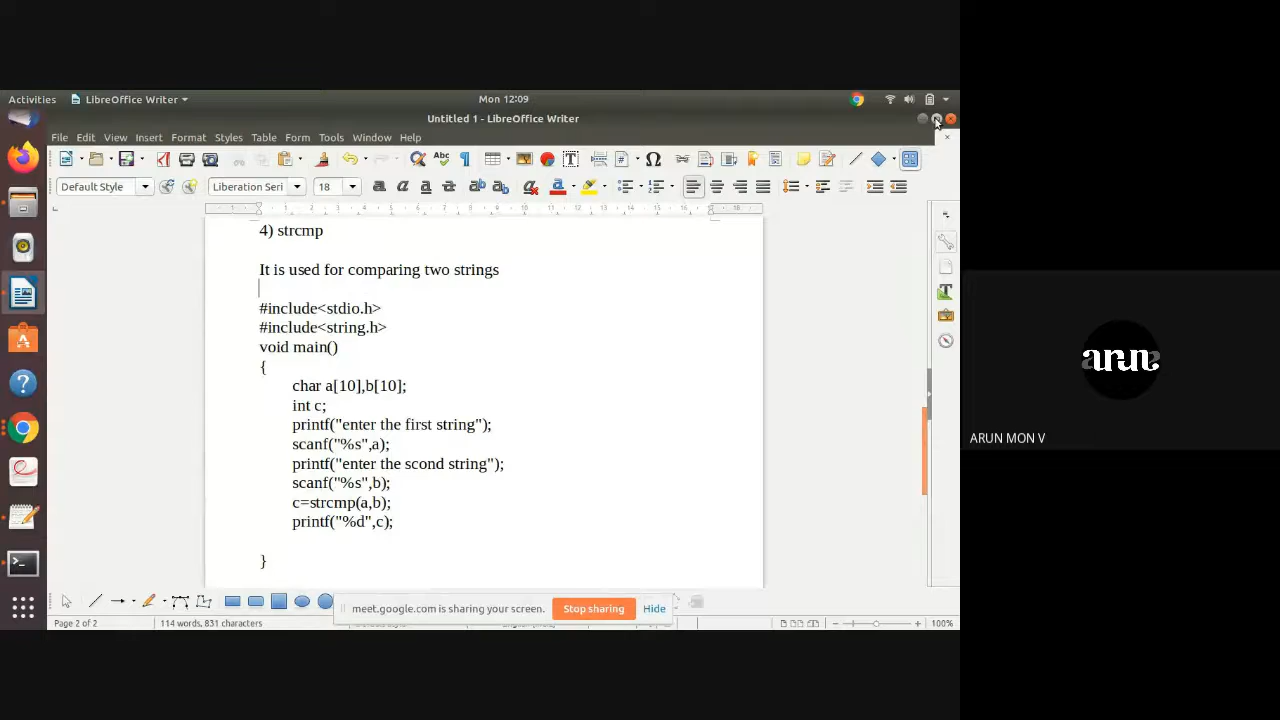 Activities LibreOffice Writer Mon 12:09
Untitled 1 - LibreOffice Writer
File Edit View Insert Format Styles Table Form Tools Window Help
Default Style Liberation Seri 18
4) strcmp
It is used for comparing two strings
#include<stdio.h>
#include<string.h>
void main()
{
char a[10],b[10];
int c;
printf("enter the first string");
scanf("%s",a);
printf("enter the scond string");
scanf("%s",b);
c=strcmp(a,b);
printf("%d",c);
}
meet.google.com is sharing your screen. Stop sharing Hide
Page 2 of 2 114 words, 831 characters 100%
arun
ARUN MON V